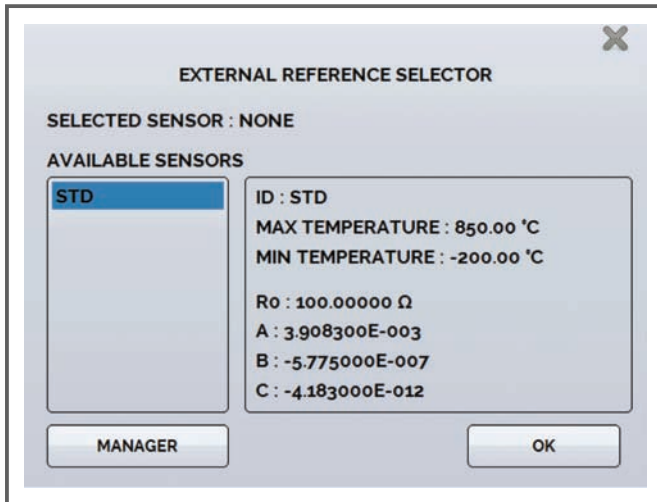 EXTERNAL REFERENCE SELECTOR
SELECTED SENSOR : NONE
AVAILABLE SENSORS
STD
ID : STD
MAX TEMPERATURE : 850.00 °C
MIN TEMPERATURE : -200.00 °C
R0 : 100.00000 Ω
A : 3.908300E-003
B : -5.775000E-007
C : -4.183000E-012
MANAGER
OK